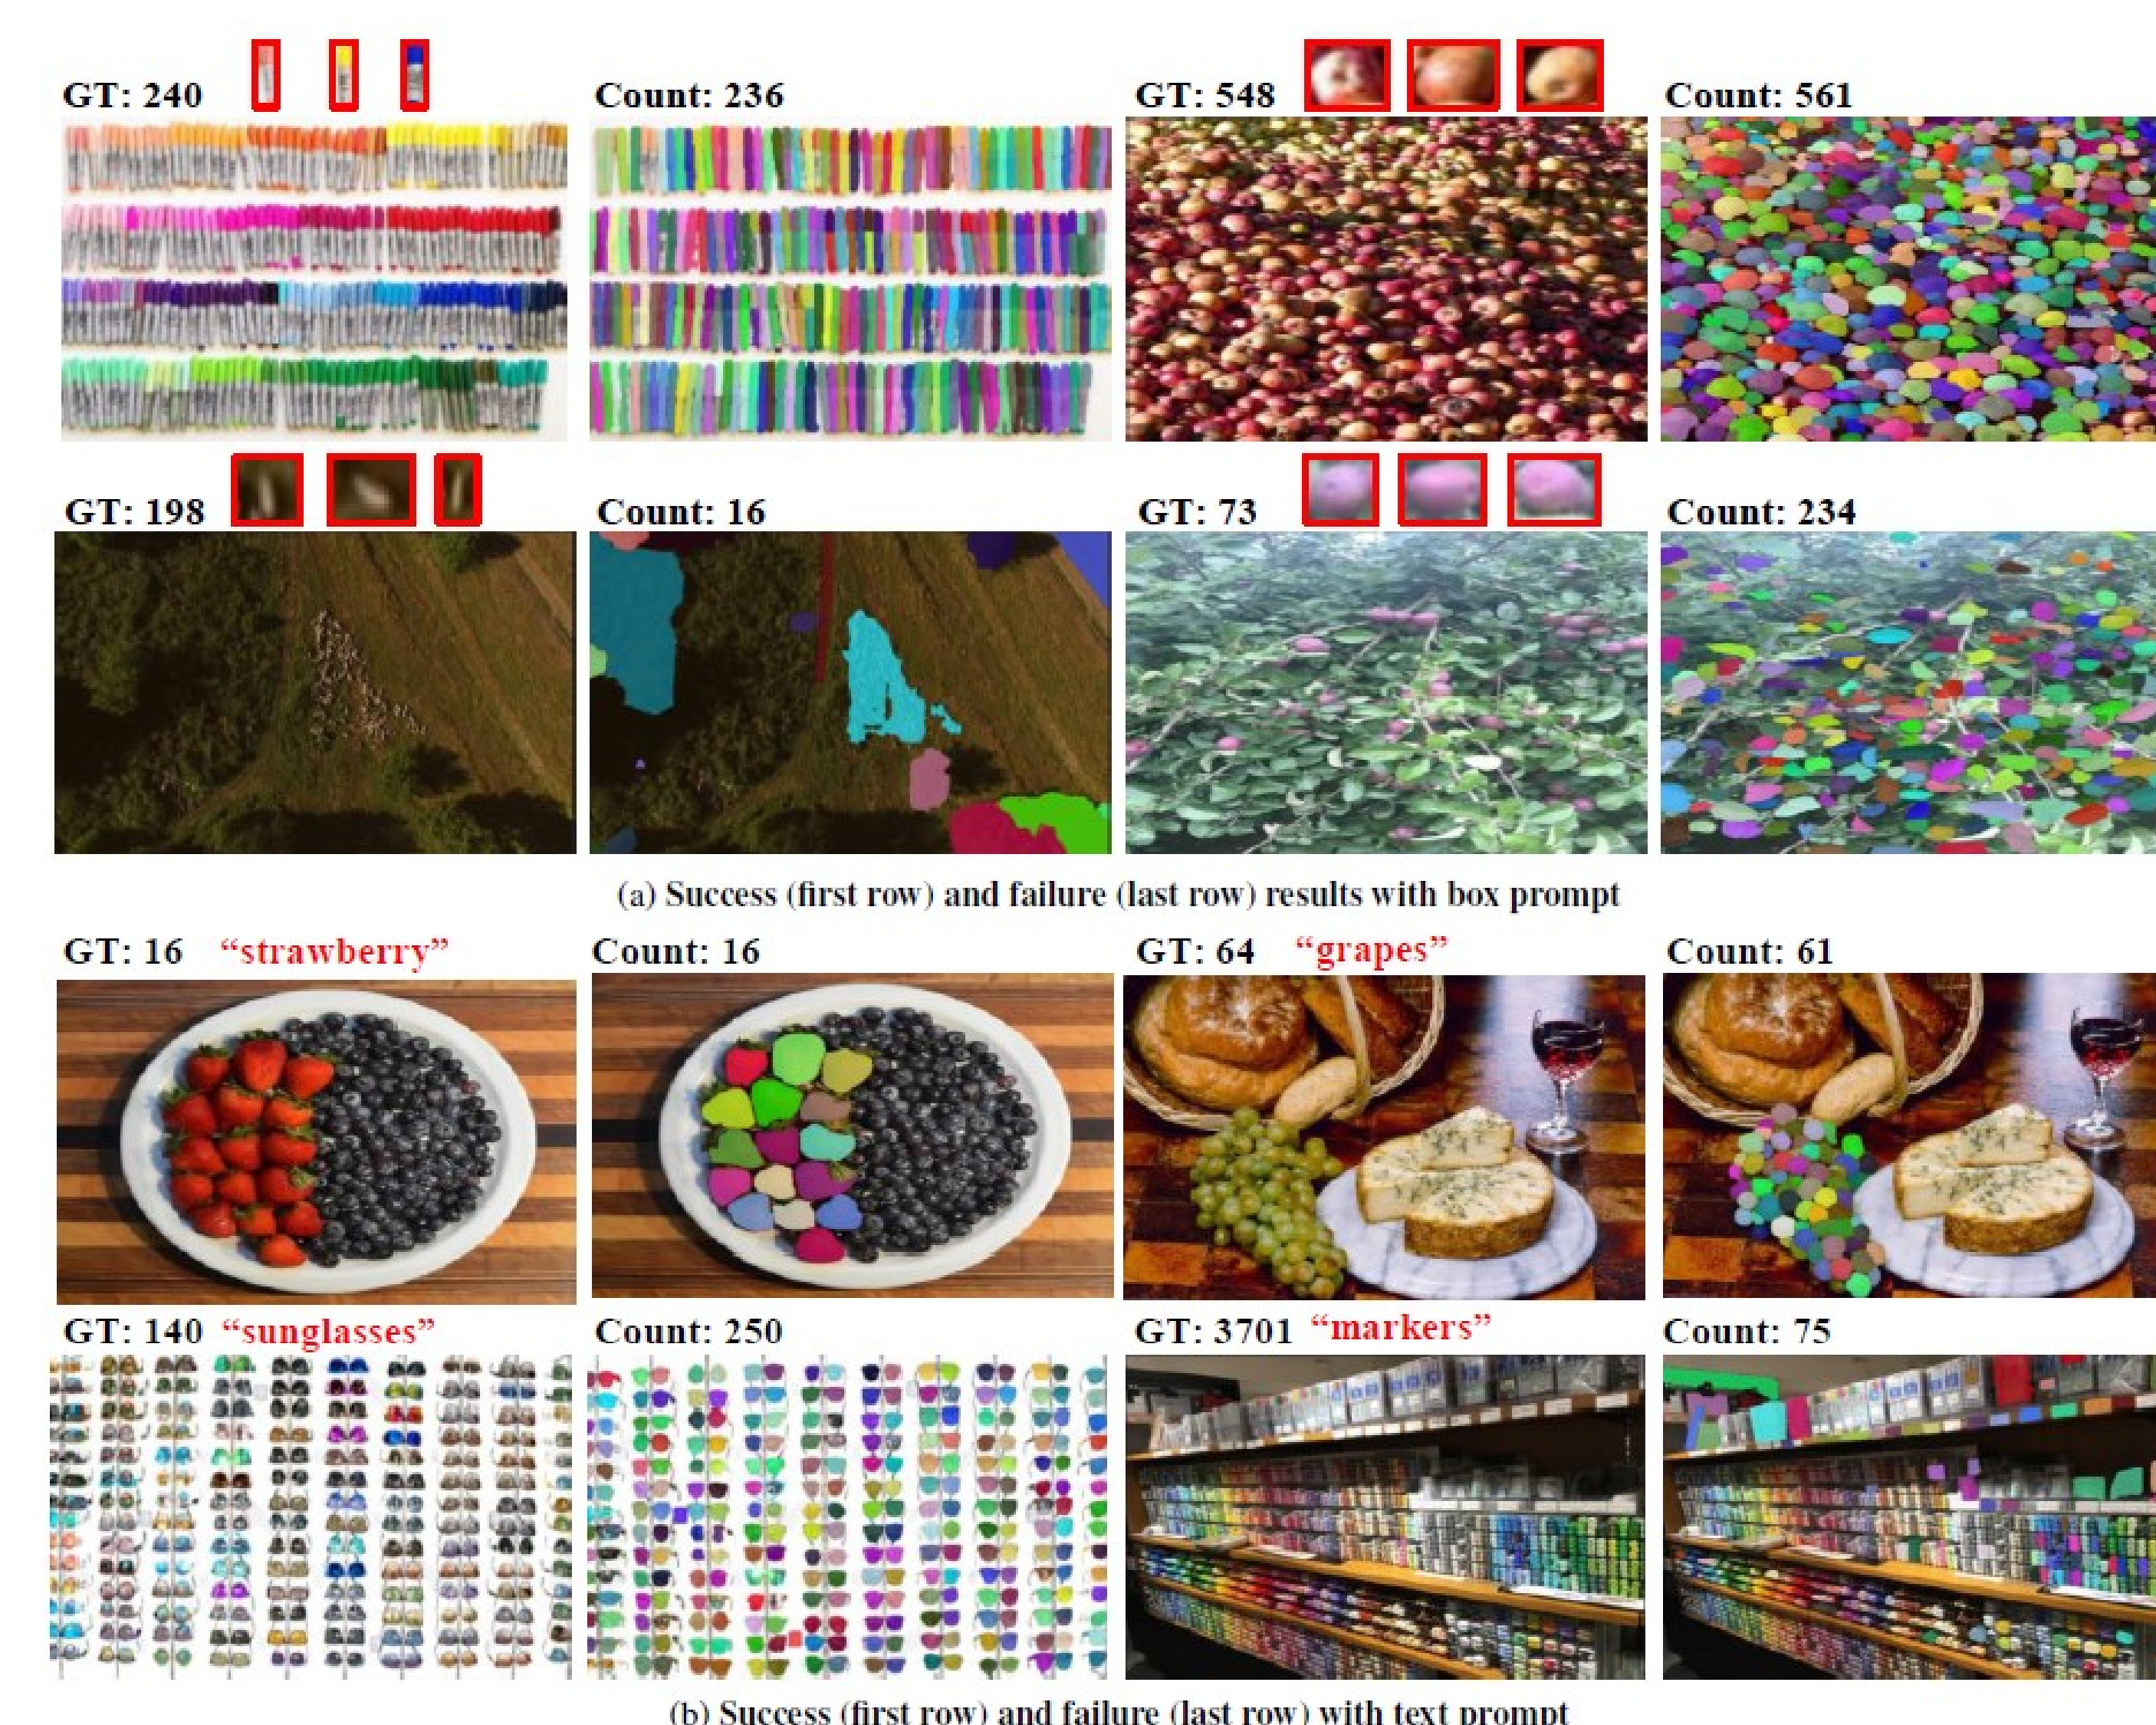 GT: 240
Count: 236
GT: 548
Count: 561
GT: 198
Count: 16
GT: 73
Count: 234
(a) Success (first row) and failure (last row) results with box prompt
GT: 16 “strawberry”
Count: 16
GT: 64 “grapes”
Count: 61
GT: 140 “sunglasses”
Count: 250
GT: 3701 “markers”
Count: 75
(b) Success (first row) and failure (last row) with text prompt